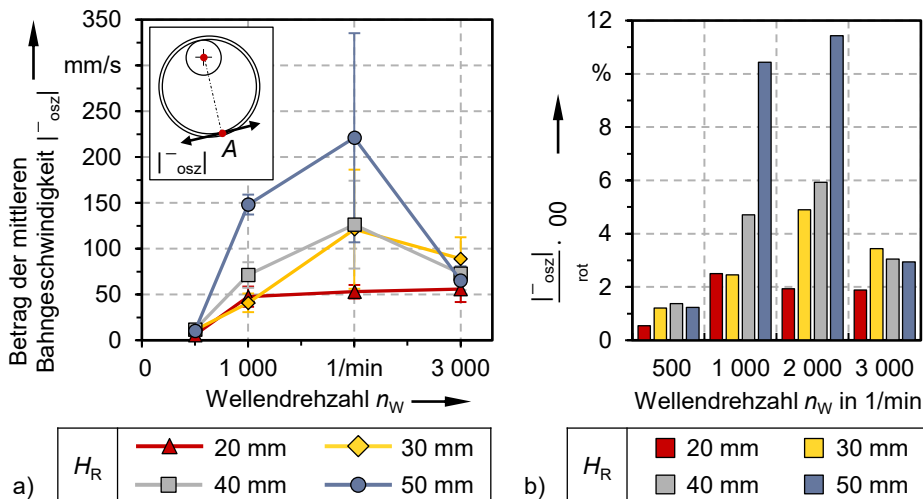 Betrag der mittleren
Bahngeschwindigkeit |¯osz|
350
mm/s
250
200
150
100
50
0
|¯osz|
A
0
1 000
1/min
3 000
Wellendrehzahl nW
HR
20 mm
30 mm
40 mm
50 mm
a)
|¯osz|
rot
· 00
12
%
8
6
4
2
0
500
1 000
2 000
3 000
Wellendrehzahl nW in 1/min
HR
20 mm
30 mm
40 mm
50 mm
b)